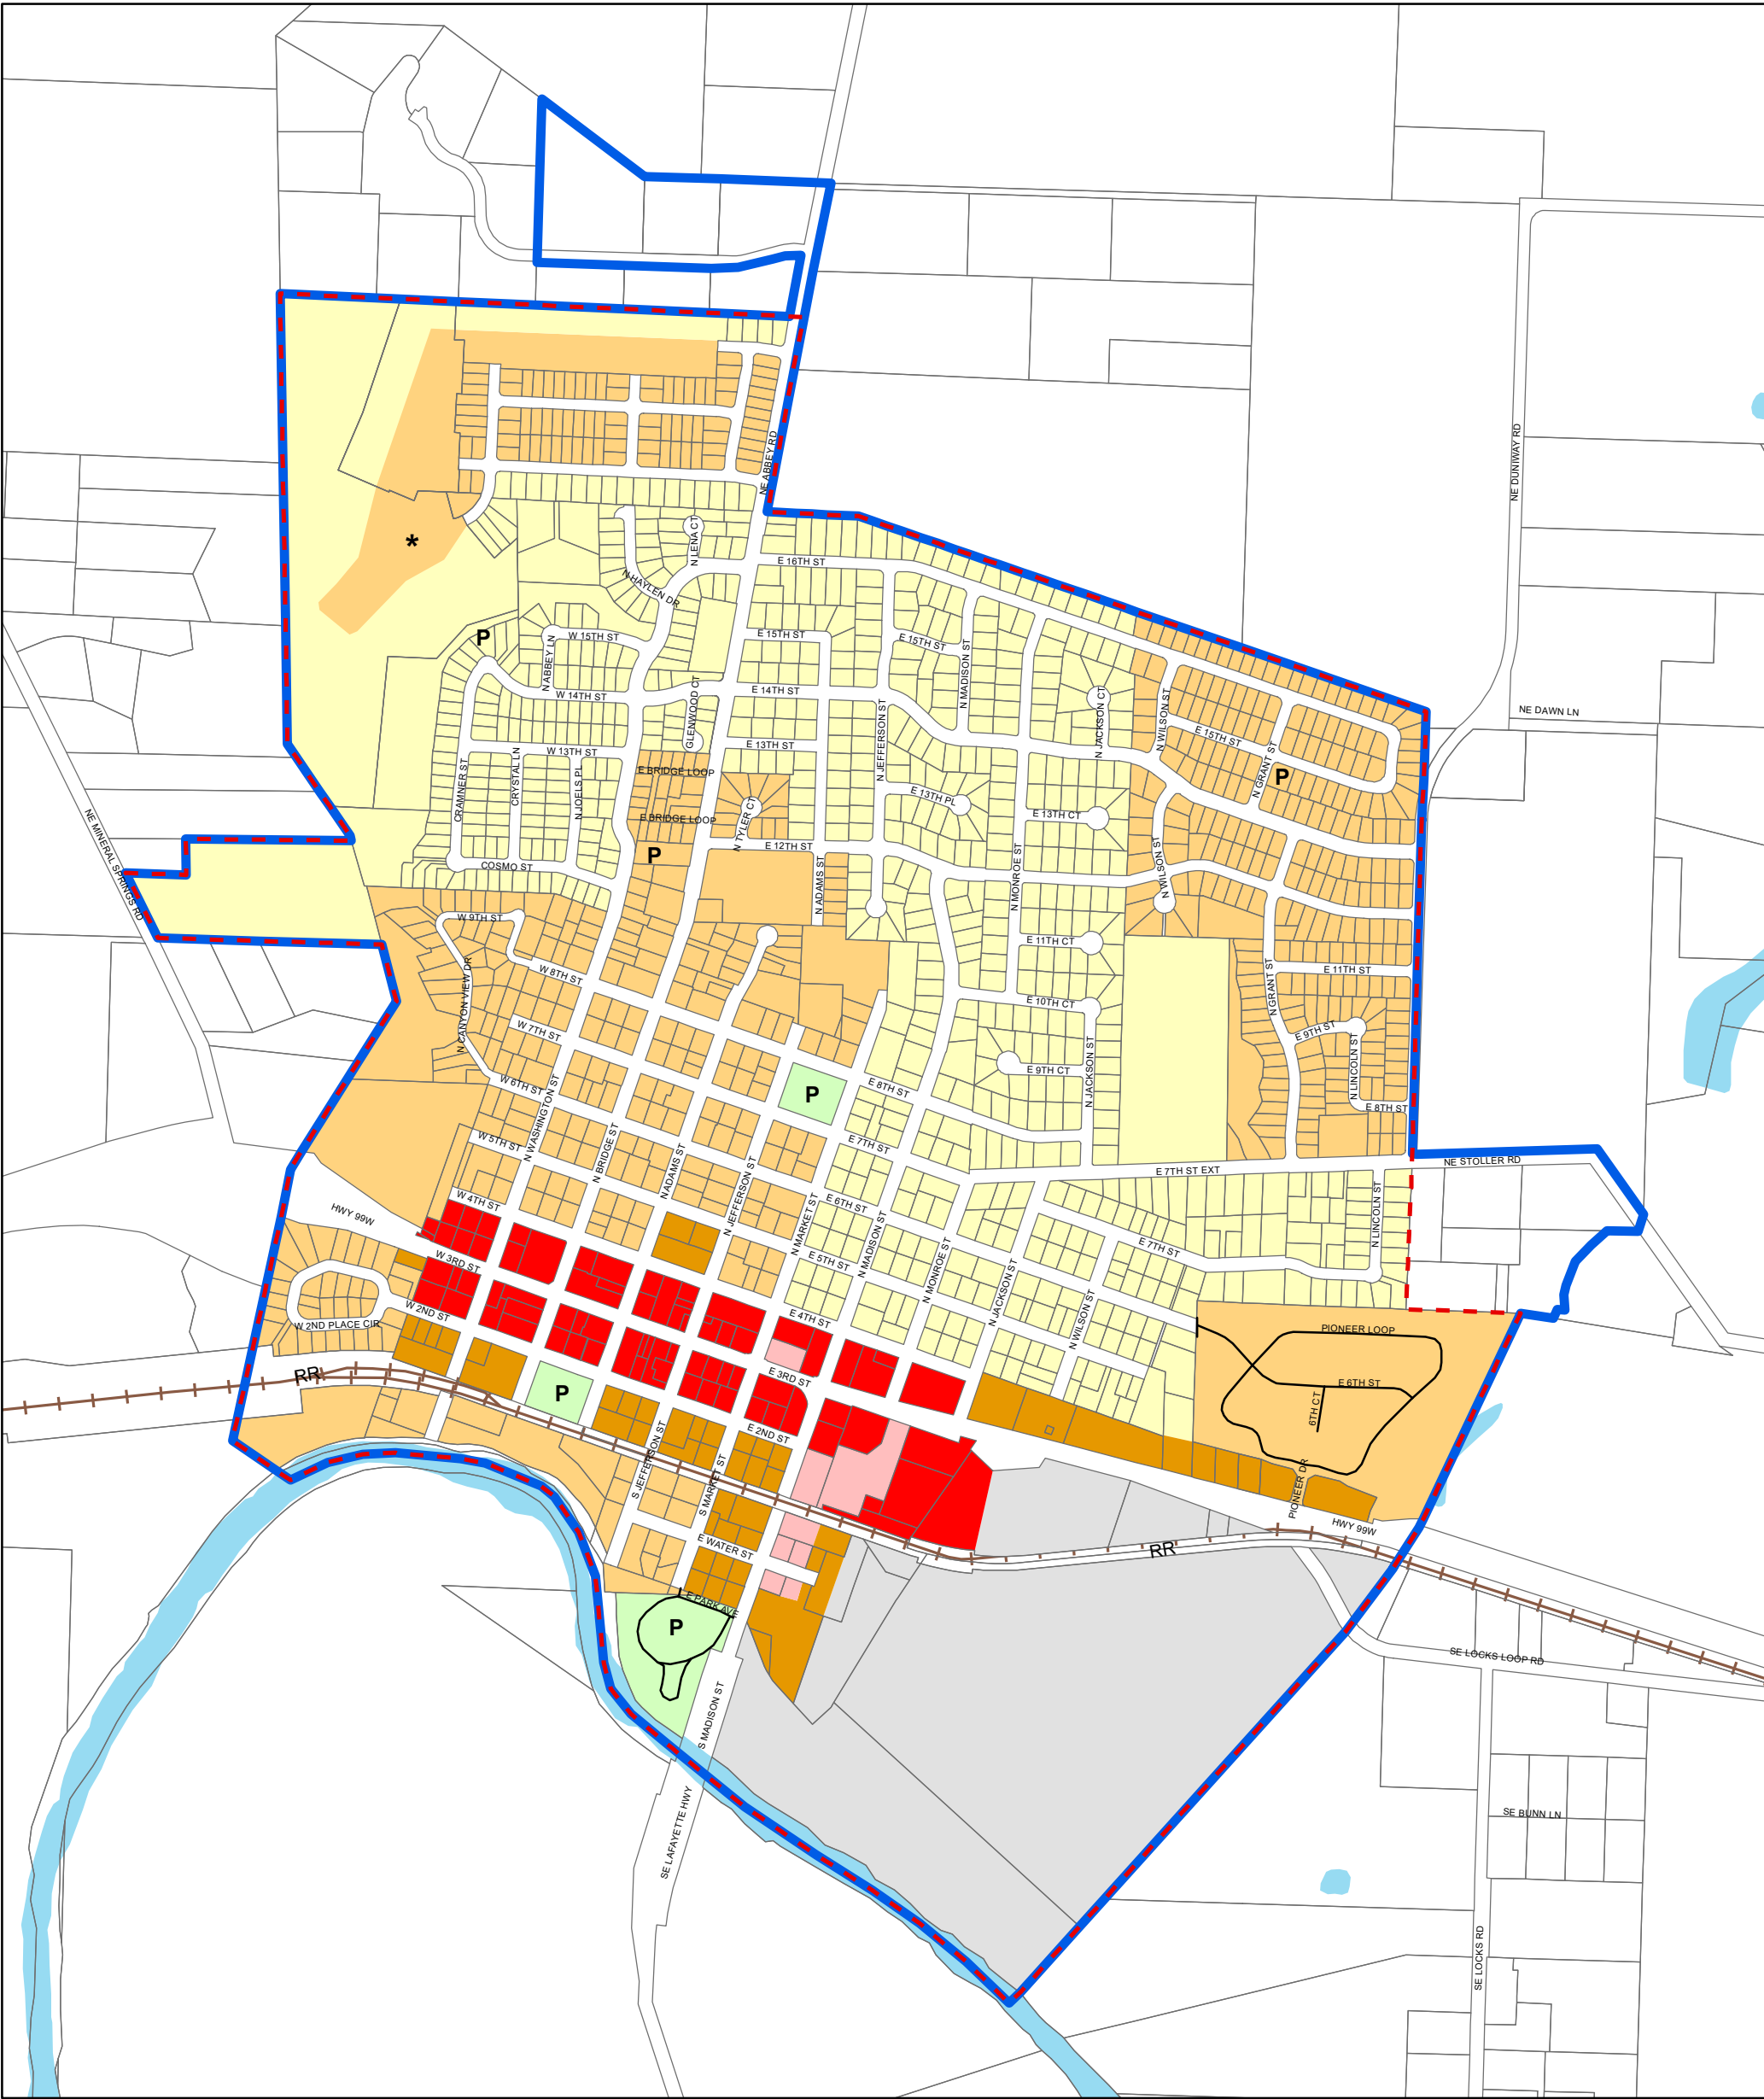 NE ABBEY RD
NE DUNIWAY RD
*
N LENA CT
E 16TH ST
N HAYLEN DR
P
W 15TH ST
E 15TH ST
E 15TH ST
N ABBEY LN
N MADISON ST
W 14TH ST
E 14TH ST
GLENWOOD CT
N JEFFERSON ST
N JACKSON CT
N WILSON ST
NE DAWN LN
E 15TH ST
W 13TH ST
E 13TH ST
N GRANT ST
P
E BRIDGE LOOP
CRAMNER ST
CRYSTAL LN
N JOELS PL
E 13TH PL
E BRIDGE LOOP
N TYLER CT
E 13TH CT
NE MINERAL SPRINGS RD
P
E 12TH ST
COSMO ST
N ADAMS ST
N MONROE ST
N WILSON ST
W 9TH ST
E 11TH CT
W 8TH ST
E 11TH ST
N CANYON VIEW DR
N GRANT ST
E 10TH CT
W 7TH ST
E 9TH ST
N LINCOLN ST
E 9TH CT
N JACKSON ST
W 6TH ST
P
E 8TH ST
E 8TH ST
N WASHINGTON ST
W 5TH ST
N BRIDGE ST
E 7TH ST
NADAMS ST
E 7TH ST EXT
NE STOLLER RD
W 4TH ST
N JEFFERSON ST
E 6TH ST
N MARKET ST
N MADISON ST
N LINCOLN ST
HWY 99W
W 3RD ST
E 5TH ST
N MONROE ST
E 7TH ST
N JACKSON ST
W 2ND ST
W 2ND PLACE CIR
E 4TH ST
N WILSON ST
PIONEER LOOP
RR
P
E 3RD ST
E 6TH ST
6TH CT
E 2ND ST
S JEFFERSON ST
S MARKET ST
PIONEER DR
HWY 99W
E WATER ST
RR
E PARK AVE
P
SE LOCKS LOOP RD
S MADISON ST
SE LAFAYETTE HWY
SE BUNN LN
SE LOCKS RD